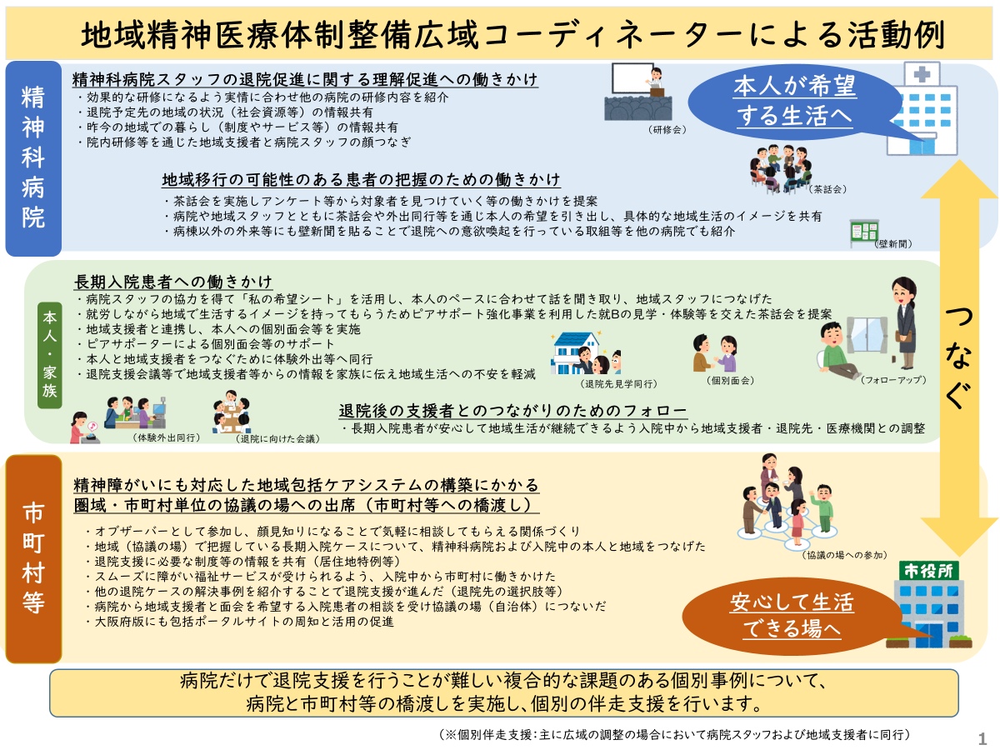 地域精神医療体制整備広域コーディネーターによる活動例
精神科病院
精神科病院スタッフの退院促進に関する理解促進への働きかけ
・効果的な研修になるよう実情に合わせ他の病院の研修内容を紹介
・退院予定先の地域の状況（社会資源等）の情報共有
・昨今の地域での暮らし（制度やサービス等）の情報共有
・院内研修等を通じた地域支援者と病院スタッフの顔つなぎ
（研修会）
本人が希望
する生活へ
地域移行の可能性のある患者の把握のための働きかけ
・茶話会を実施しアンケート等から対象者を見つけていく等の働きかけを提案
・病院や地域スタッフとともに茶話会や外出同行等を通じ本人の希望を引き出し、具体的な地域生活のイメージを共有
・病棟以外の外来等にも壁新聞を貼ることで退院への意欲喚起を行っている取組等を他の病院でも紹介
（茶話会）
（壁新聞）
つなぐ
本人・家族
長期入院患者への働きかけ
・病院スタッフの協力を得て「私の希望シート」を活用し、本人のペースに合わせて話を聞き取り、地域スタッフにつなげた
・就労しながら地域で生活するイメージを持ってもらうためピアサポート強化事業を利用した就Bの見学・体験等を交えた茶話会を提案
・地域支援者と連携し、本人への個別面会等を実施
・ピアサポーターによる個別面会等のサポート
・本人と地域支援者をつなぐために体験外出等へ同行
・退院支援会議等で地域支援者等からの情報を家族に伝え地域生活への不安を軽減
（退院先見学同行）
（個別面会）
（フォローアップ）
（体験外出同行）
（退院に向けた会議）
退院後の支援者とのつながりのためのフォロー
・長期入院患者が安心して地域生活が継続できるよう入院中から地域支援者・退院先・医療機関との調整
市町村等
精神障がいにも対応した地域包括ケアシステムの構築にかかる
圏域・市町村単位の協議の場への出席（市町村等への橋渡し）
・オブザーバーとして参加し、顔見知りになることで気軽に相談してもらえる関係づくり
・地域（協議の場）で把握している長期入院ケースについて、精神科病院および入院中の本人と地域をつなげた
・退院支援に必要な制度等の情報を共有（居住地特例等）
・スムーズに障がい福祉サービスが受けられるよう、入院中から市町村に働きかけた
・他の退院ケースの解決事例を紹介することで退院支援が進んだ（退院先の選択肢等）
・病院から地域支援者と面会を希望する入院患者の相談を受け協議の場（自治体）につないだ
・大阪府版にも包括ポータルサイトの周知と活用の促進
（協議の場への参加）
市役所
安心して生活
できる場へ
病院だけで退院支援を行うことが難しい複合的な課題のある個別事例について、
病院と市町村等の橋渡しを実施し、個別の伴走支援を行います。
（※個別伴走支援：主に広域の調整の場合において病院スタッフおよび地域支援者に同行）
1